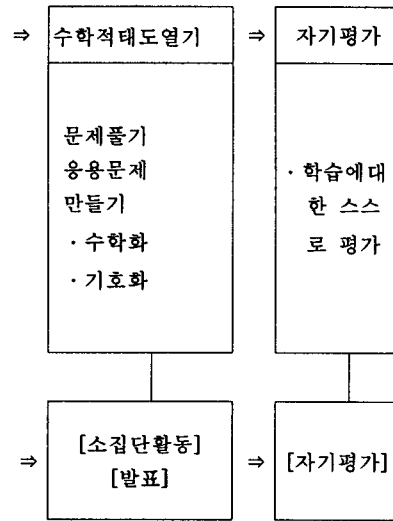 ⇒ 수학적태도열기 ⇒ 자기평가
문제풀기
응용문제
만들기
· 수학화
· 기호화
· 학습에대
한 스스
로 평가
⇒ [소집단활동]
[발표]
⇒ [자기평가]